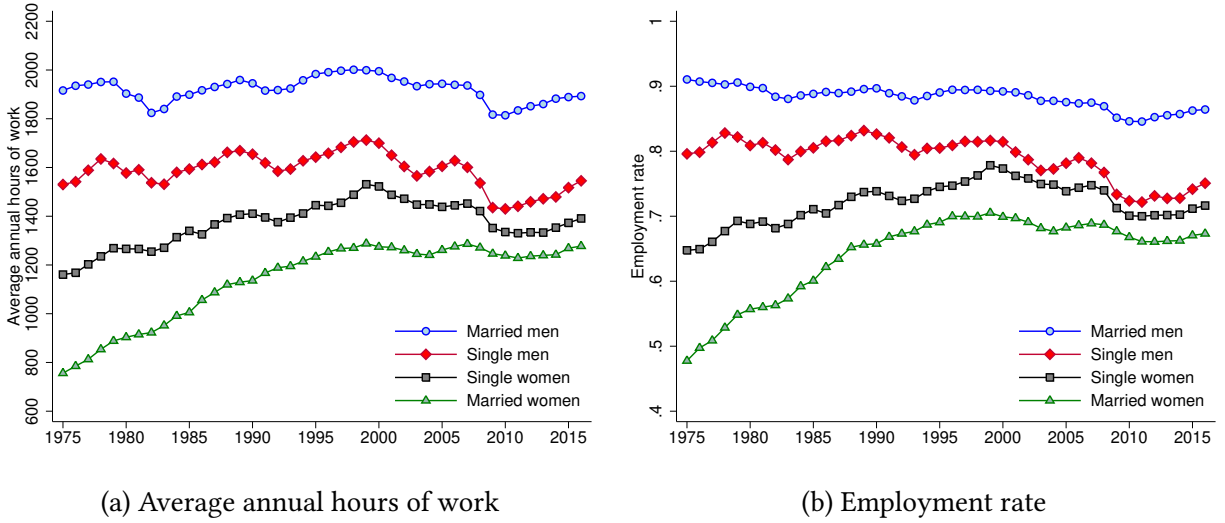 Average annual hours of work
2200
2000
1800
1600
1400
1200
1000
800
600
1975 1980 1985 1990 1995 2000 2005 2010 2015
Married men
Single men
Single women
Married women
(a) Average annual hours of work
Employment rate
1
.9
.8
.7
.6
.5
.4
1975 1980 1985 1990 1995 2000 2005 2010 2015
Married men
Single men
Single women
Married women
(b) Employment rate